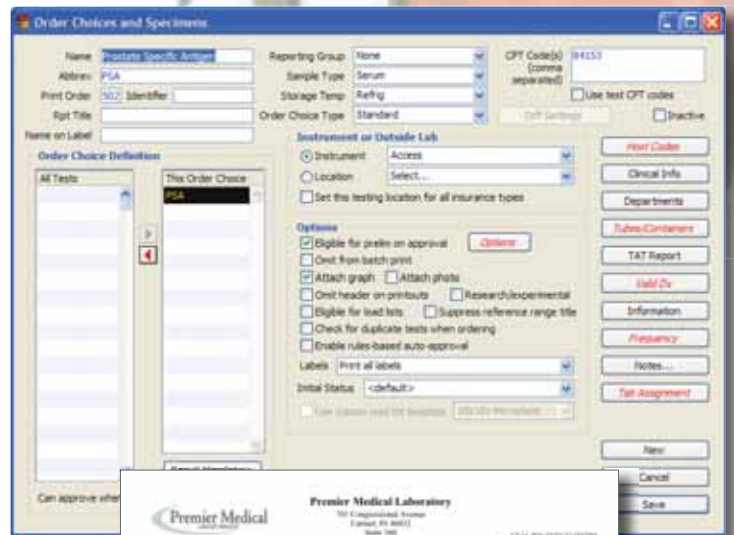 Order Choices and Specimens
Name Prostate Specific Antigen
Abbrev PSA
Print Order 502 Identifier
Rpt Title
Name on Label
Reporting Group None
Sample Type Serum
Storage Temp Refrig
Order Choice Type Standard
CPT Code(s) (comma separated) 84153
Use test CPT codes
Diff Settings
Inactive
Order Choice Definition
All Tests
This Order Choice
PSA
Instrument or Outside Lab
Instrument Access
Location Select...
Set this testing location for all insurance types
Options
Eligible for prelim on approval Options
Omit from batch print
Attach graph Attach photo
Omit header on printouts Research/experimental
Eligible for load lists Suppress reference range title
Check for duplicate tests when ordering
Enable rules-based auto-approval
Labels Print all labels
Initial Status <default>
Host Codes
Clinical Info
Departments
Tubes/Containers
TAT Report
Valid Dx
Information
Frequency
Notes...
Tab Assignment
New
Cancel
Save
Can approve
Premier Medical
Premier Medical Laboratory